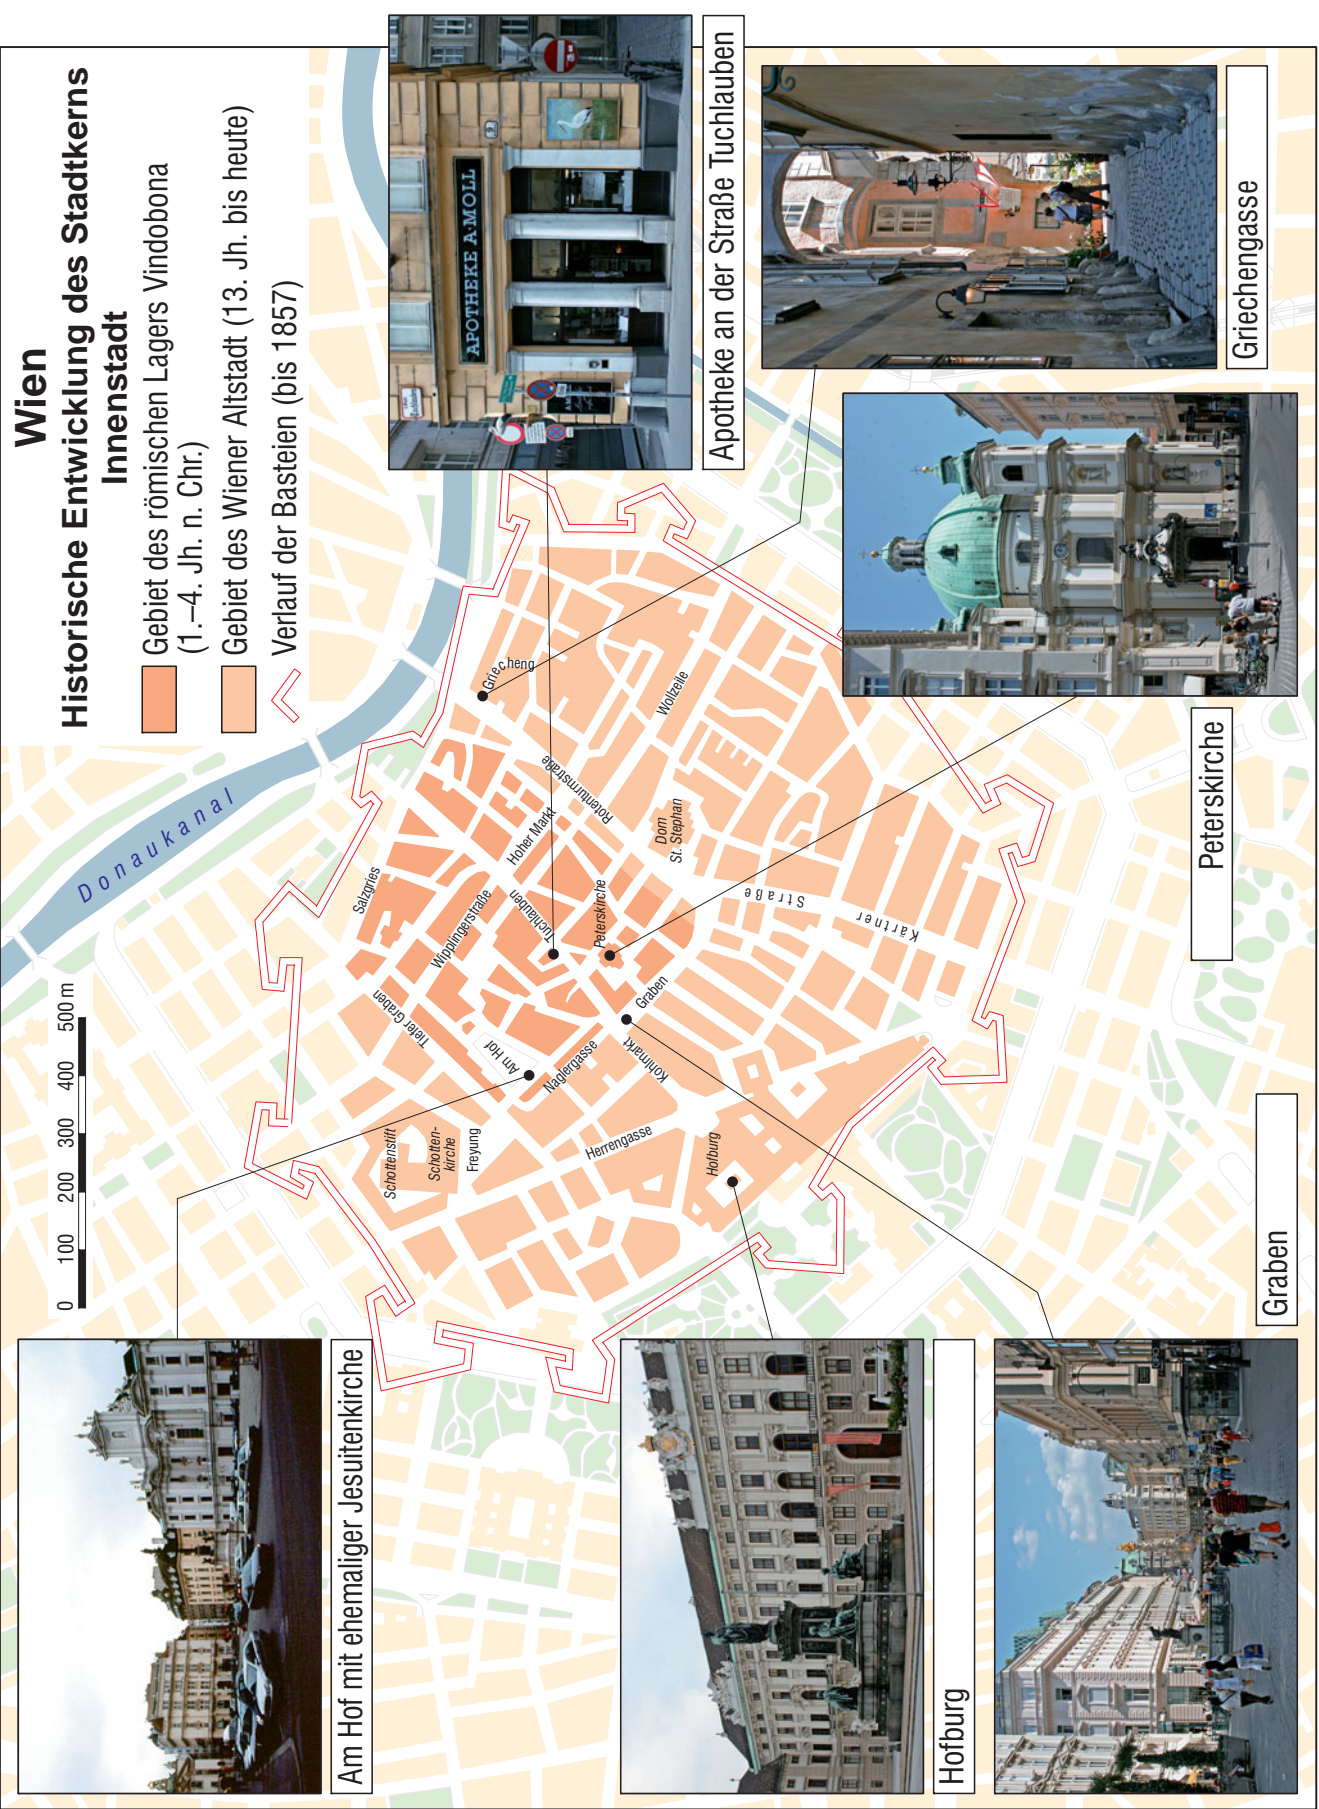 Wien
Historische Entwicklung des Stadtkerns
Innenstadt
Gebiet des römischen Lagers Vindobona
(1.–4. Jh. n. Chr.)
Gebiet des Wiener Altstadt (13. Jh. bis heute)
Verlauf der Basteien (bis 1857)
0 100 200 300 400 500 m
Donaukanal
Salzgries
Griecheng
Tiefer Graben
Wipplingerstraße
Hoher Markt
Rotenturmstraße
Wollzeile
Tuchlauben
Peterskirche
Dom
St. Stephan
Am Hof
Naglergasse
Graben
Kohlmarkt
Schottenstift
Schotten-
kirche
Freyung
Herrengasse
Hofburg
Kärtner
Straße
APOTHEKE A·MOLL
Apotheke an der Straße Tuchlauben
Griechengasse
Peterskirche
Am Hof mit ehemaliger Jesuitenkirche
Hofburg
Graben